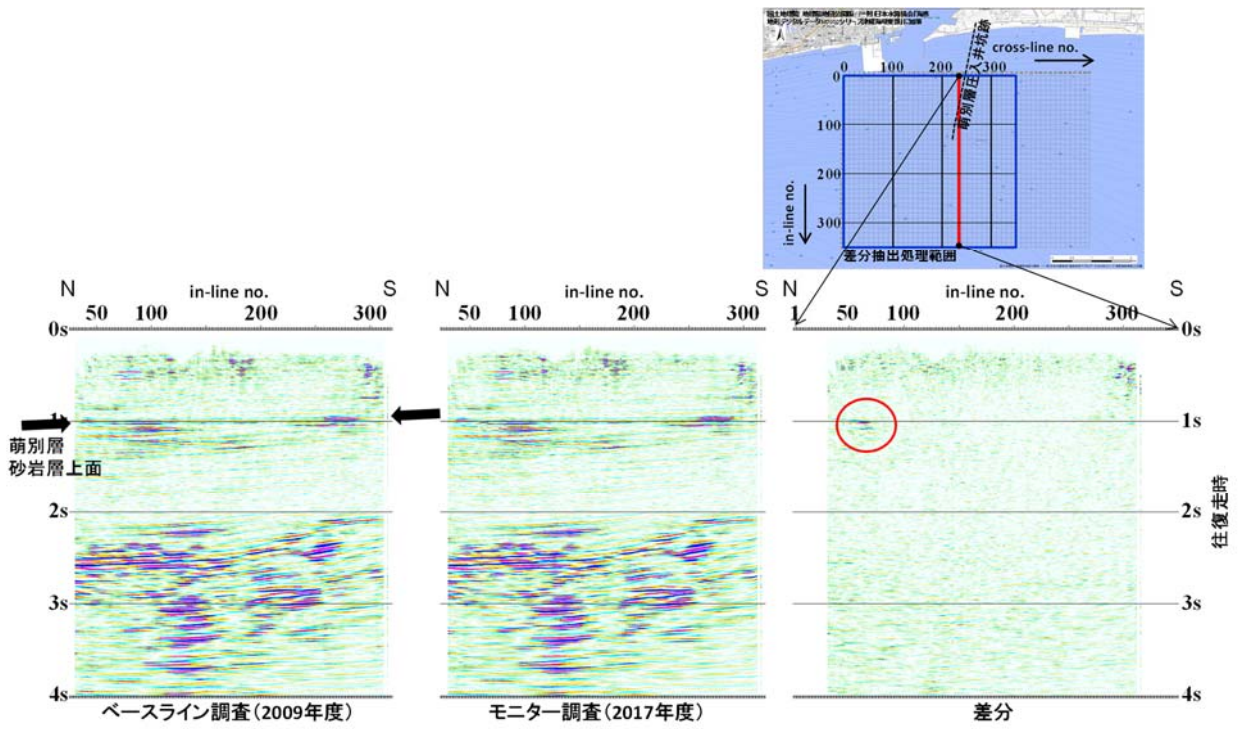 cross-line no.
0 100 200 300
0
100
200
300
in-line no.
萌別層圧入井坑跡
差分抽出処理範囲
N in-line no. S
50 100 200 300
N in-line no. S
50 100 200 300
N in-line no. S
1 50 100 200 300
0s
1s
2s
3s
4s
萌別層
砂岩層上面
0s
1s
2s
3s
4s
往復走時
ベースライン調査(2009年度)
モニター調査(2017年度)
差分